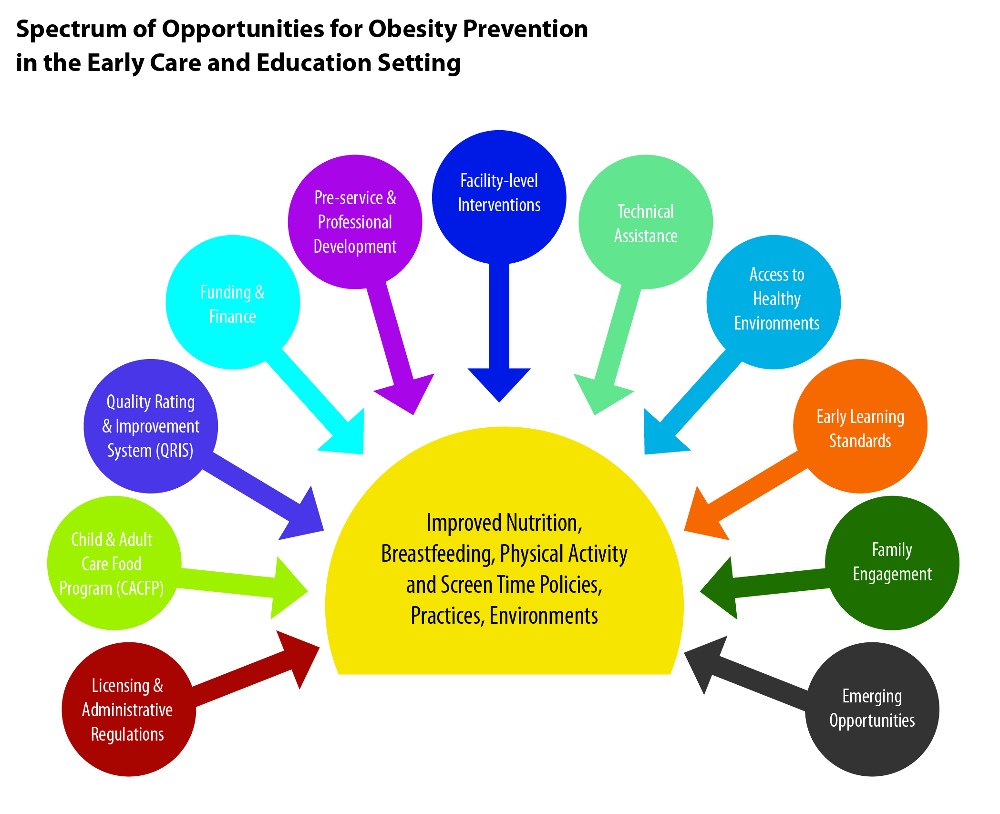 Spectrum of Opportunities for Obesity Prevention
in the Early Care and Education Setting
Licensing &
Administrative
Regulations
Child & Adult
Care Food
Program (CACFP)
Quality Rating
& Improvement
System (QRIS)
Funding &
Finance
Pre-service &
Professional
Development
Facility-level
Interventions
Technical
Assistance
Access to
Healthy
Environments
Early Learning
Standards
Family
Engagement
Emerging
Opportunities
Improved Nutrition,
Breastfeeding, Physical Activity
and Screen Time Policies,
Practices, Environments